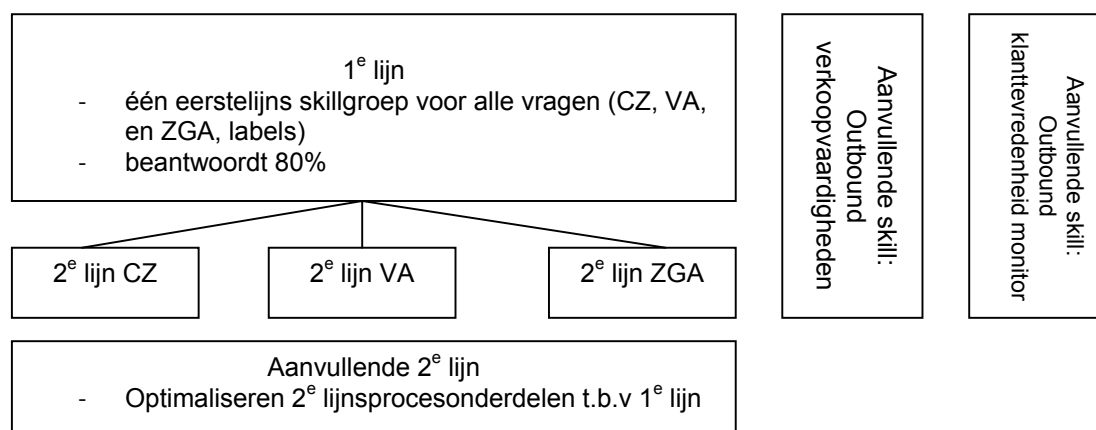 1e lijn
- één eerstelijns skillgroep voor alle vragen (CZ, VA,
en ZGA, labels)
- beantwoordt 80%
2e lijn CZ
2e lijn VA
2e lijn ZGA
Aanvullende 2e lijn
- Optimaliseren 2e lijnsprocesonderdelen t.b.v 1e lijn
Aanvullende skill:
Outbound
verkoopvaardigheden
Aanvullende skill:
Outbound
klanttevredenheid monitor